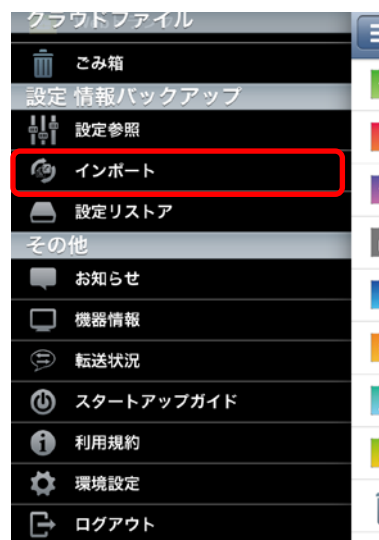 クラウドファイル
ごみ箱
設定 情報バックアップ
設定参照
インポート
設定リストア
その他
お知らせ
機器情報
転送状況
スタートアップガイド
利用規約
環境設定
ログアウト